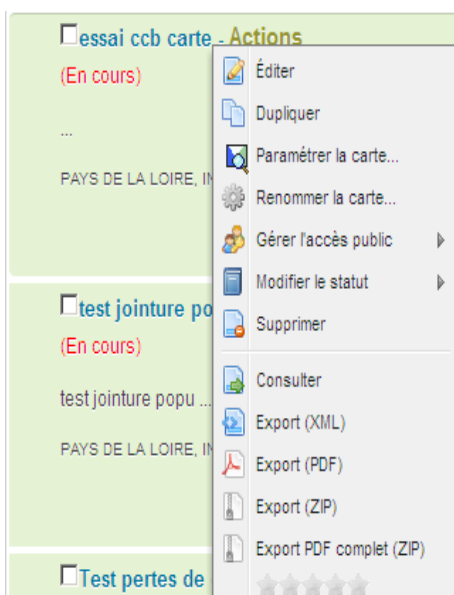 essai ccb carte - Actions
(En cours)
...
PAYS DE LA LOIRE, IN
test jointure po
(En cours)
test jointure popu ...
PAYS DE LA LOIRE, IN
Test pertes de
Éditer
Dupliquer
Paramétrer la carte...
Renommer la carte...
Gérer l'accès public
Modifier le statut
Supprimer
Consulter
Export (XML)
Export (PDF)
Export (ZIP)
Export PDF complet (ZIP)